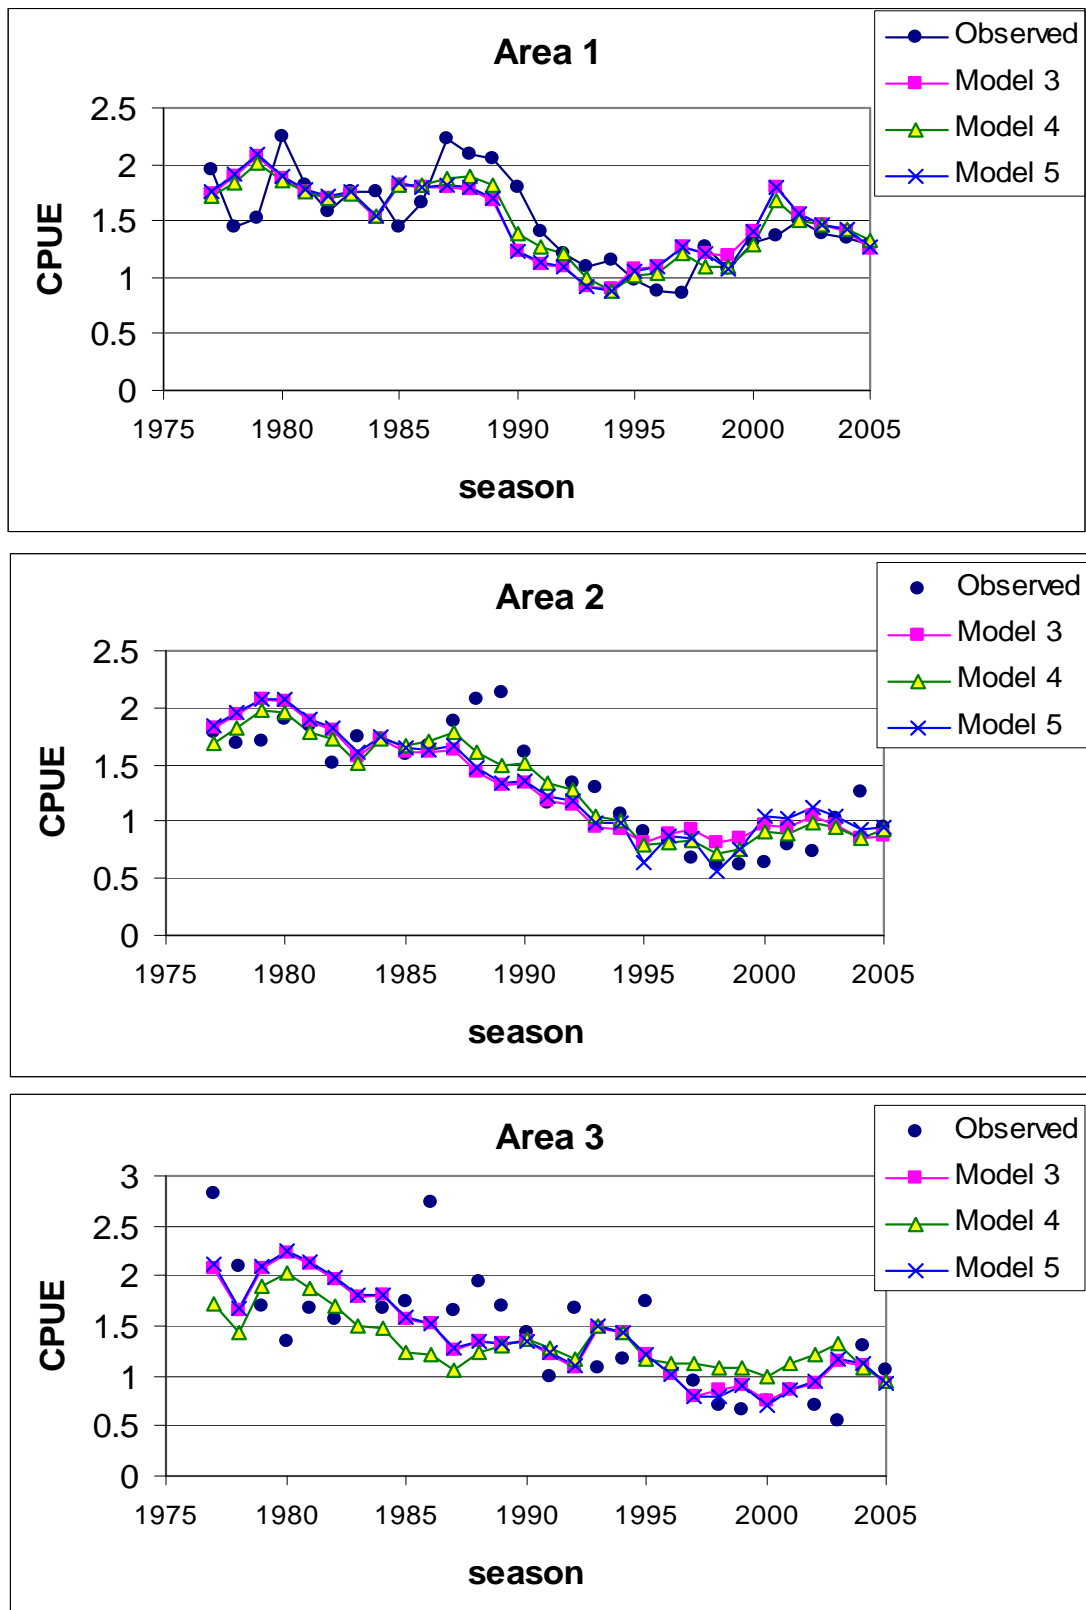 Area 1
Observed
Model 3
Model 4
Model 5
CPUE
2.5
2
1.5
1
0.5
0
1975 1980 1985 1990 1995 2000 2005
season
Area 2
Observed
Model 3
Model 4
Model 5
CPUE
2.5
2
1.5
1
0.5
0
1975 1980 1985 1990 1995 2000 2005
season
Area 3
Observed
Model 3
Model 4
Model 5
CPUE
3
2.5
2
1.5
1
0.5
0
1975 1980 1985 1990 1995 2000 2005
season